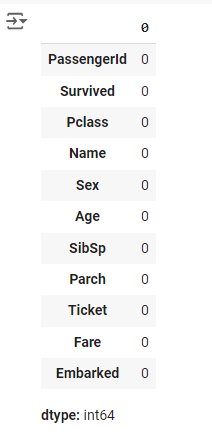 0
PassengerId 0
Survived 0
Pclass 0
Name 0
Sex 0
Age 0
SibSp 0
Parch 0
Ticket 0
Fare 0
Embarked 0
dtype: int64